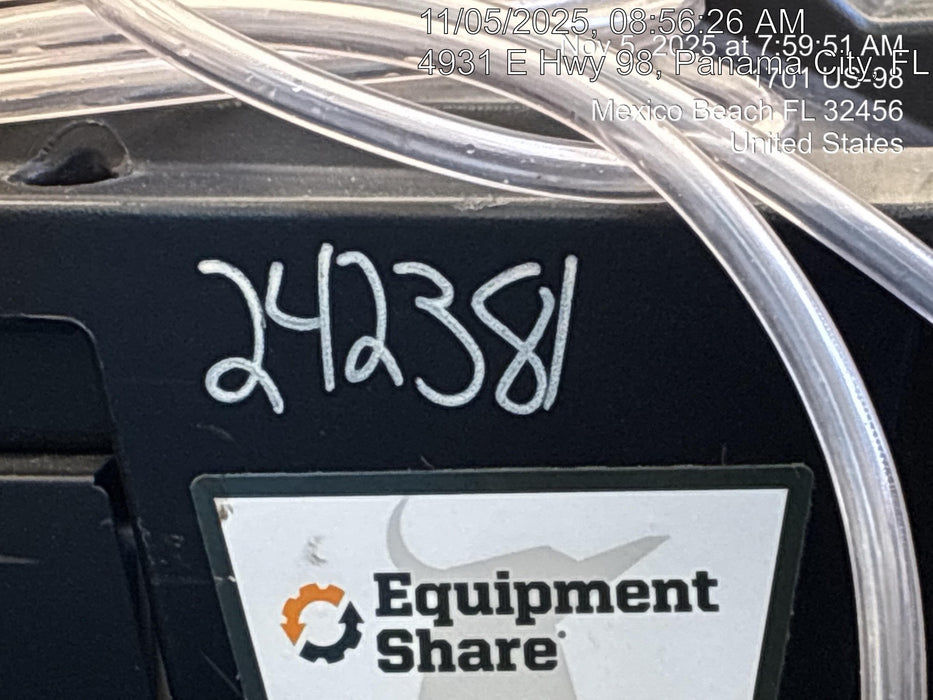 11/05/2025, 08:56:26 AM
Nov 5, 2025 at 7:59:51 AM
4931 E Hwy 98, Panama City, FL
1701 US-98
Mexico Beach FL 32456
United States
242381
Equipment
Share